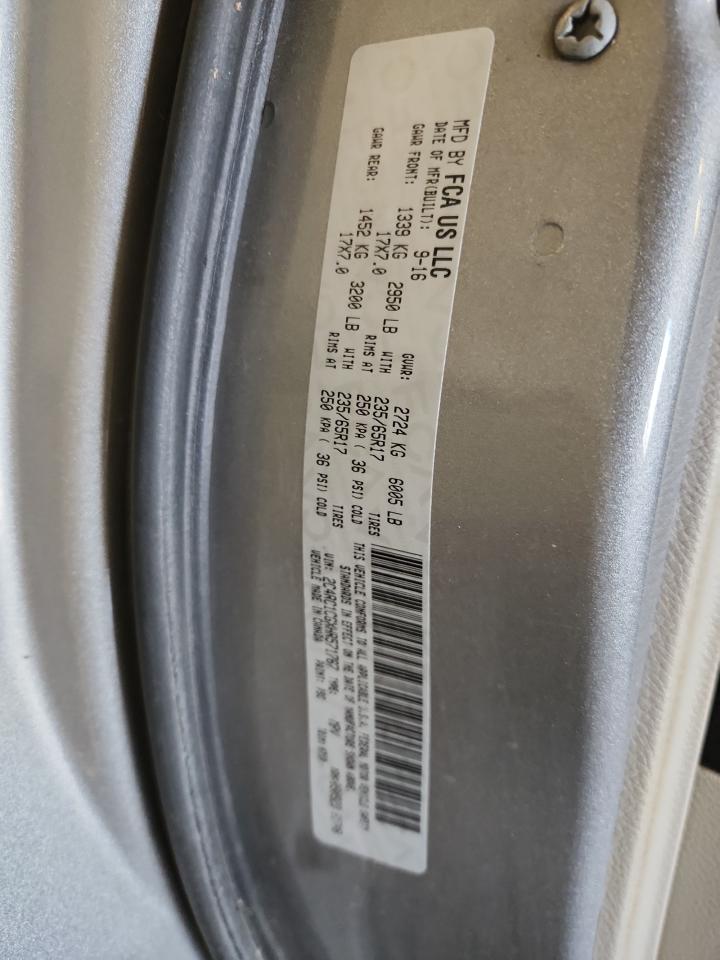 MFD BY FCA US LLC
DATE OF MFR(BUILT): 9-16 GVWR: 2724 KG 6005 LB
GAWR FRONT: 1339 KG 2950 LB WITH 235/65R17 TIRES
17X7.0 RIMS AT 250 KPA ( 36 PSI) COLD
GAWR REAR: 1452 KG 3200 LB WITH 235/65R17 TIRES
17X7.0 RIMS AT 250 KPA ( 36 PSI) COLD
THIS VEHICLE CONFORMS TO ALL APPLICABLE U.S.A. FEDERAL MOTOR VEHICLE SAFETY
STANDARDS IN EFFECT ON THE DATE OF MANUFACTURE SHOWN ABOVE.
VIN: TYPE: MPV
VEHICLE MADE IN CANADA PAINT: